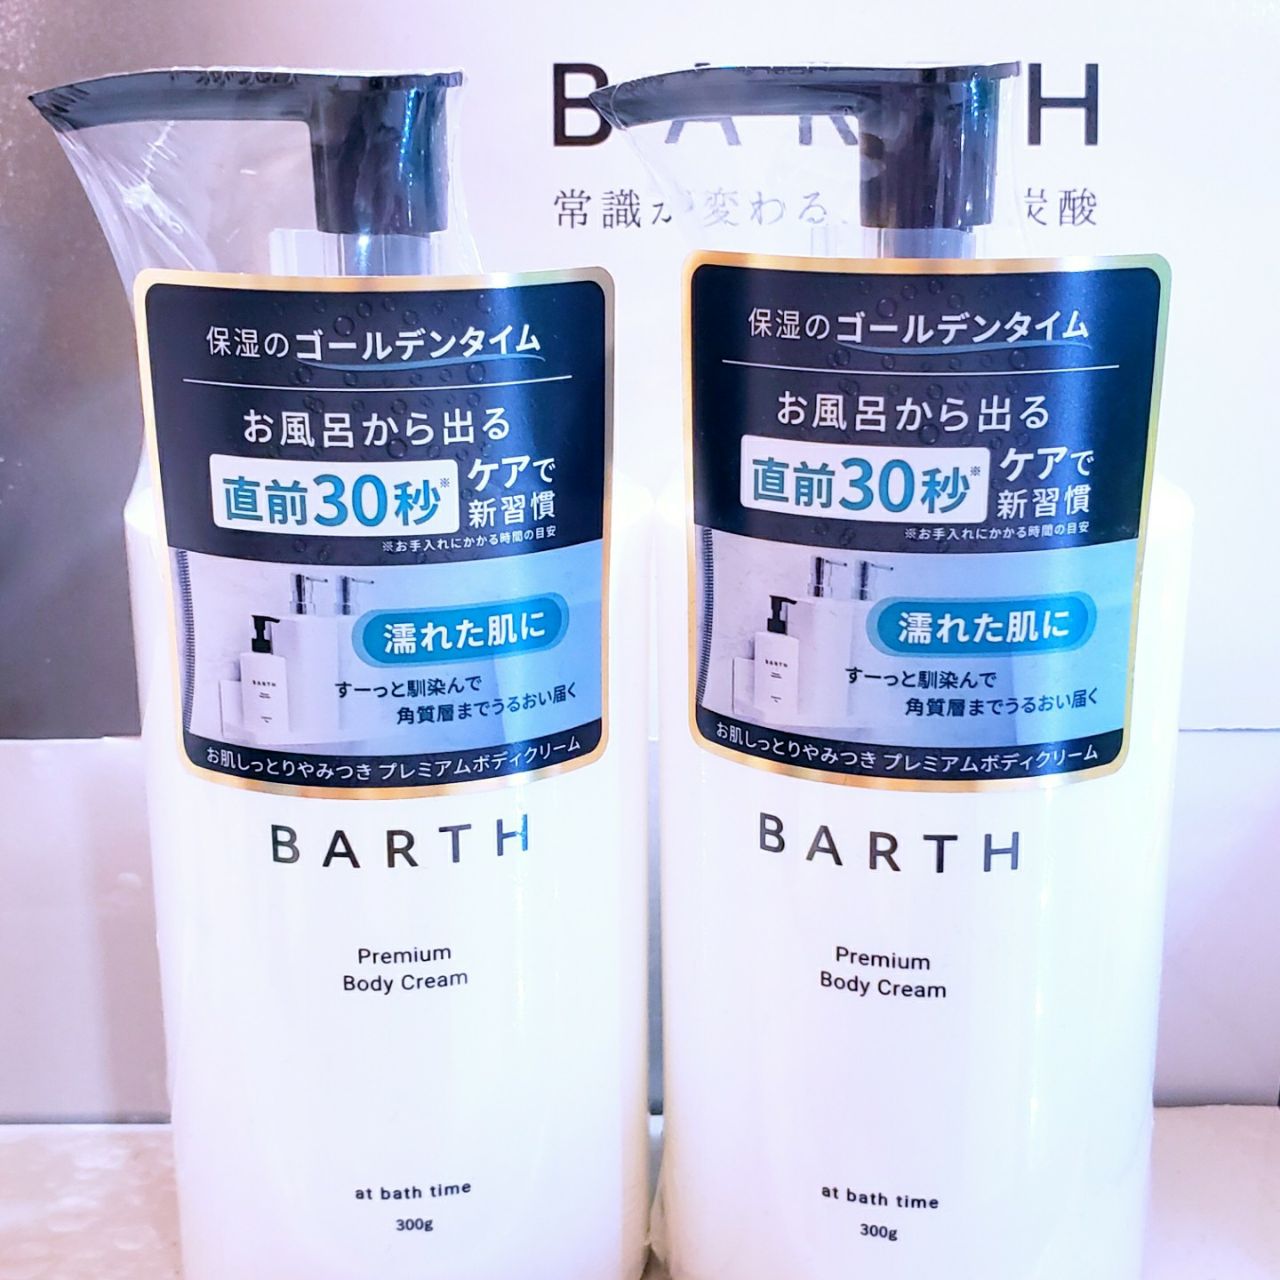 BARTH
常識が変わる、
炭酸
保湿のゴールデンタイム
お風呂から出る
直前30秒※
ケアで
新習慣
※お手入れにかかる時間の目安
濡れた肌に
BARTH
すーっと馴染んで
角質層までうるおい届く
お肌しっとりやみつき プレミアムボディクリーム
BARTH
Premium
Body Cream
at bath time
300g
保湿のゴールデンタイム
お風呂から出る
直前30秒※
ケアで
新習慣
※お手入れにかかる時間の目安
濡れた肌に
BARTH
すーっと馴染んで
角質層までうるおい届く
お肌しっとりやみつき プレミアムボディクリーム
BARTH
Premium
Body Cream
at bath time
300g